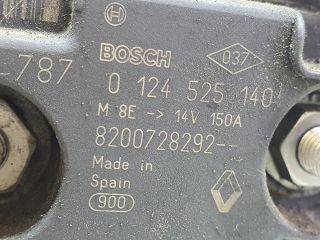 BOSCH 037
-787 0 124 525 140
M 8E -> 14V 150A
8200728292--
Made in
Spain
900